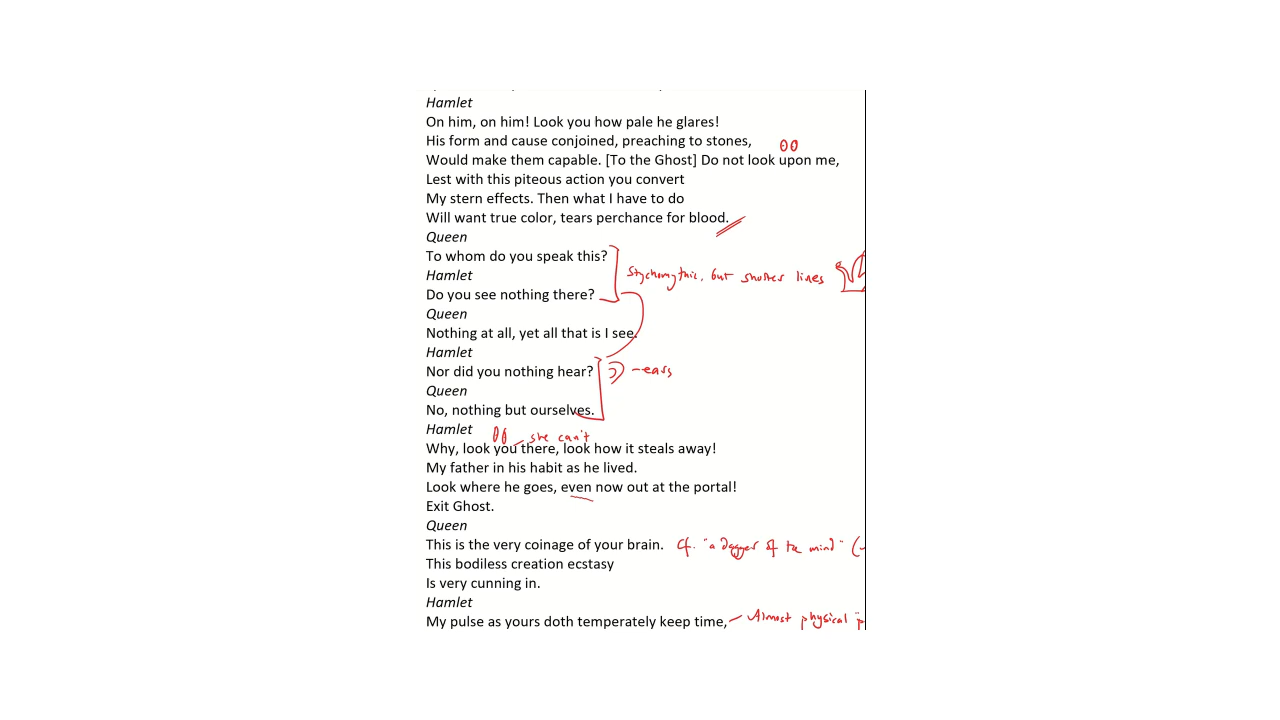 Hamlet
On him, on him! Look you how pale he glares!
His form and cause conjoined, preaching to stones,
Would make them capable. [To the Ghost] Do not look upon me,
Lest with this piteous action you convert
My stern effects. Then what I have to do
Will want true color, tears perchance for blood.
Queen
To whom do you speak this?
Stychomythic, but shorter lines
Hamlet
Do you see nothing there?
Queen
Nothing at all, yet all that is I see.
Hamlet
Nor did you nothing hear? - ears
Queen
No, nothing but ourselves.
Hamlet
she can't
Why, look you there, look how it steals away!
My father in his habit as he lived.
Look where he goes, even now out at the portal!
Exit Ghost.
Queen
This is the very coinage of your brain. Cf. "a dagger of the mind" (
This bodiless creation ecstasy
Is very cunning in.
Hamlet
My pulse as yours doth temperately keep time, - Almost physical "p